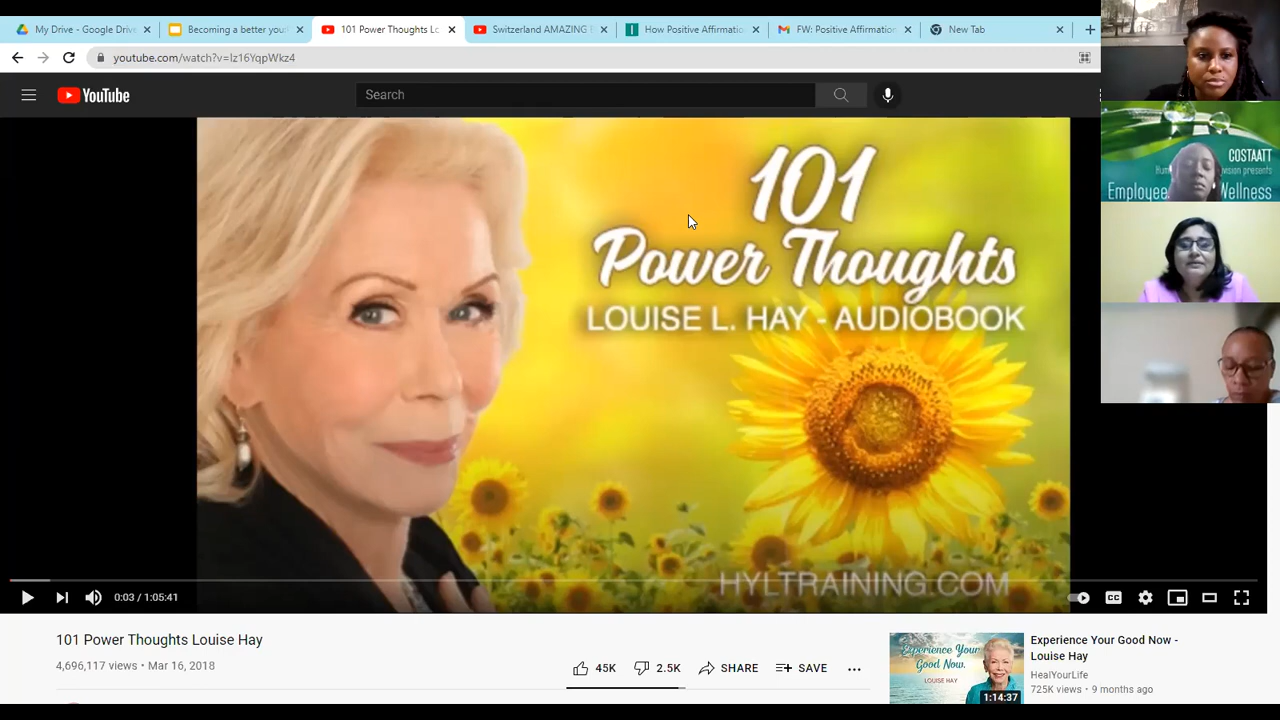 My Drive - Google Drive
Becoming a better you
101 Power Thoughts Lo
Switzerland AMAZING
How Positive Affirmatio
FW: Positive Affirmation
New Tab
youtube.com/watch?v=lz16YqpWkz4
YouTube
Search
COSTAATT
vision presents
Employee Wellness
101
Power Thoughts
LOUISE L. HAY - AUDIOBOOK
HYLTRAINING.COM
0:03 / 1:05:41
CC
101 Power Thoughts Louise Hay
4,696,117 views • Mar 16, 2018
45K
2.5K
SHARE
SAVE
Experience Your
Good Now.
LOUISE HAY
1:14:37
Experience Your Good Now -
Louise Hay
HealYourLife
725K views • 9 months ago